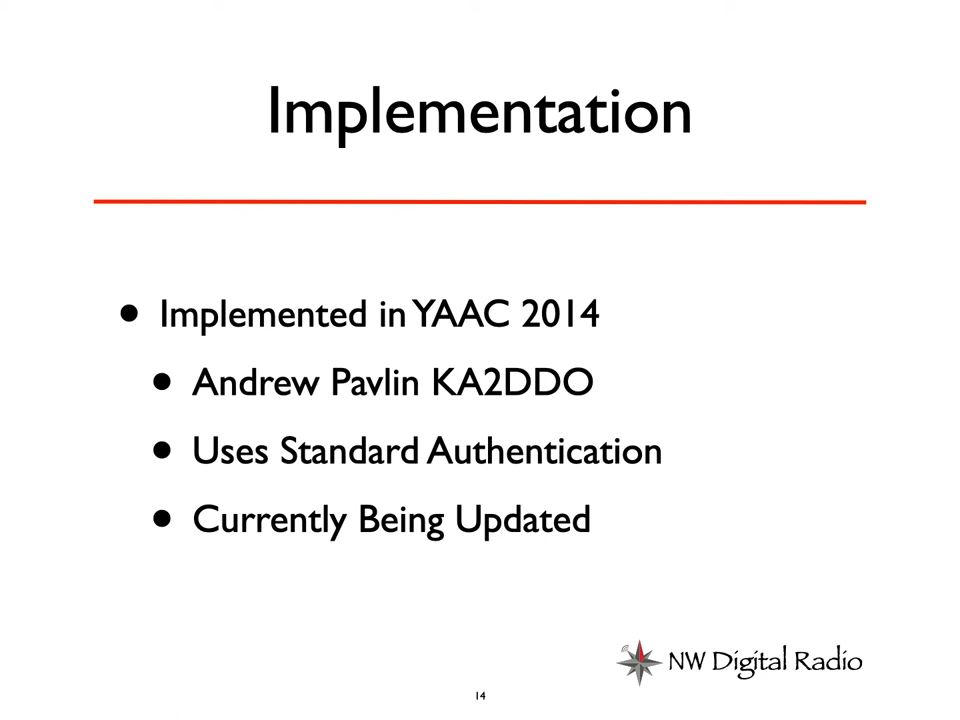 Implementation
• Implemented in YAAC 2014
• Andrew Pavlin KA2DDO
• Uses Standard Authentication
• Currently Being Updated
NW Digital Radio
14